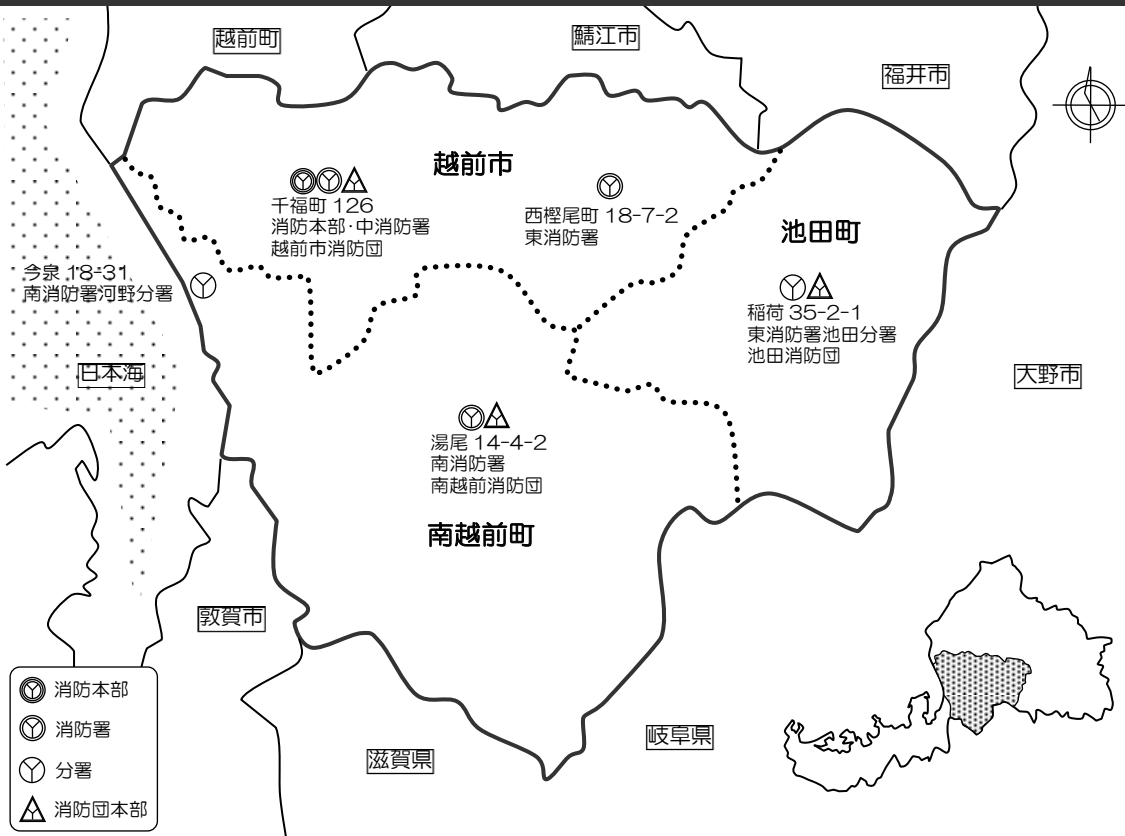 越前町
鯖江市
福井市
越前市
千福町 126
消防本部・中消防署
越前市消防団
西樫尾町 18-7-2
東消防署
池田町
今泉 18-31
南消防署河野分署
稲荷 35-2-1
東消防署池田分署
池田消防団
日本海
大野市
湯尾 14-4-2
南消防署
南越前消防団
南越前町
敦賀市
消防本部
消防署
分署
消防団本部
滋賀県
岐阜県